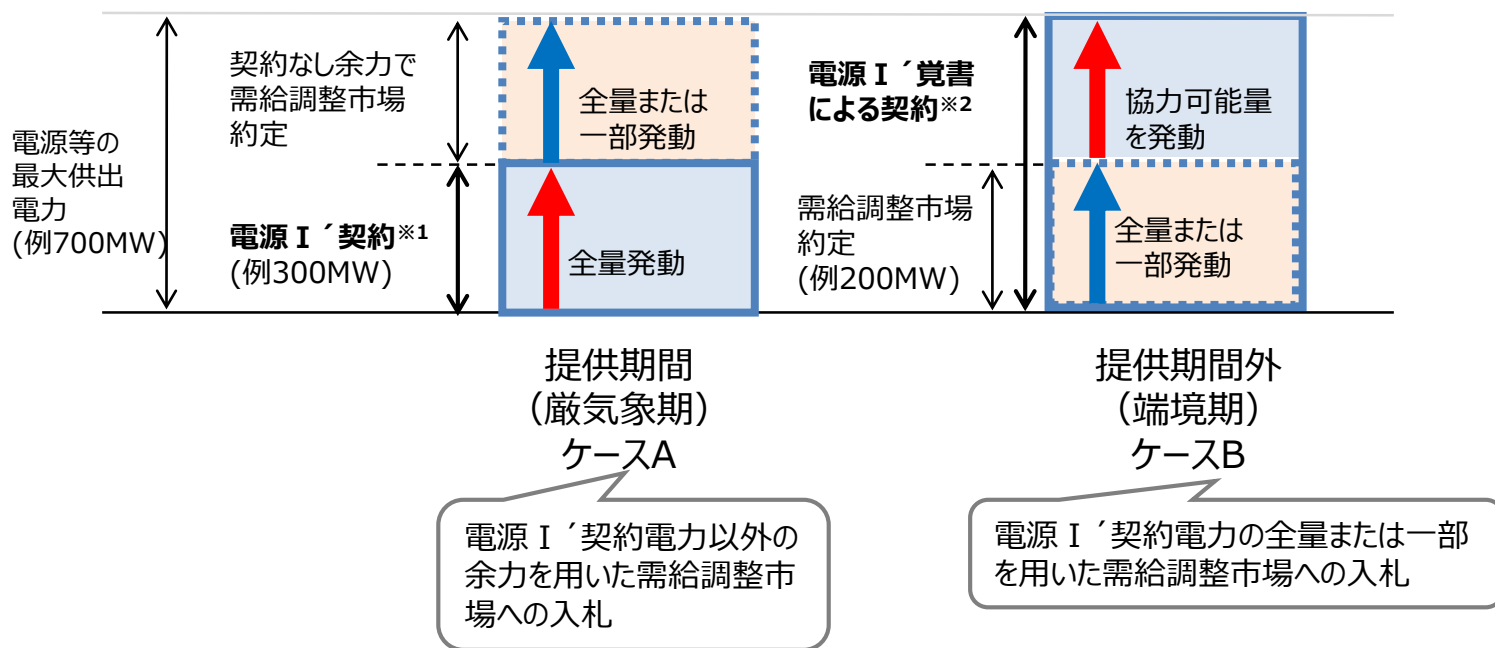 電源等の
最大供出
電力
(例700MW)
契約なし余力で
需給調整市場
約定
電源Ⅰ´契約※1
(例300MW)
全量または
一部発動
全量発動
電源Ⅰ´覚書
による契約※2
需給調整市場
約定
(例200MW)
協力可能量
を発動
全量または
一部発動
提供期間
(厳気象期)
ケースA
提供期間外
(端境期)
ケースB
電源Ⅰ´契約電力以外の
余力を用いた需給調整市
場への入札
電源Ⅰ´契約電力の全量または一部
を用いた需給調整市場への入札